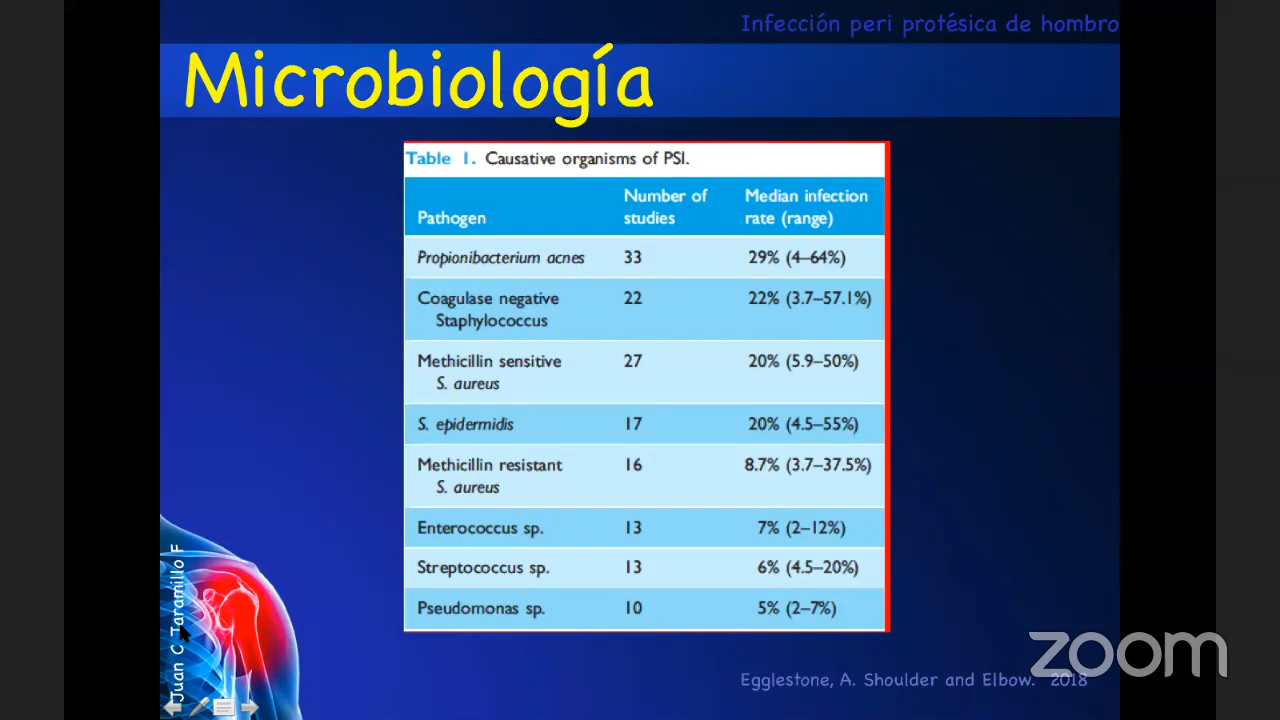 Infección peri protésica de hombro
Microbiología
Table 1. Causative organisms of PSI.
Pathogen Number of studies Median infection rate (range)
Propionibacterium acnes 33 29% (4–64%)
Coagulase negative Staphylococcus 22 22% (3.7–57.1%)
Methicillin sensitive S. aureus 27 20% (5.9–50%)
S. epidermidis 17 20% (4.5–55%)
Methicillin resistant S. aureus 16 8.7% (3.7–37.5%)
Enterococcus sp. 13 7% (2–12%)
Streptococcus sp. 13 6% (4.5–20%)
Pseudomonas sp. 10 5% (2–7%)
Juan C Taramillo F
Egglestone, A. Shoulder and Elbow. 2018
zoom